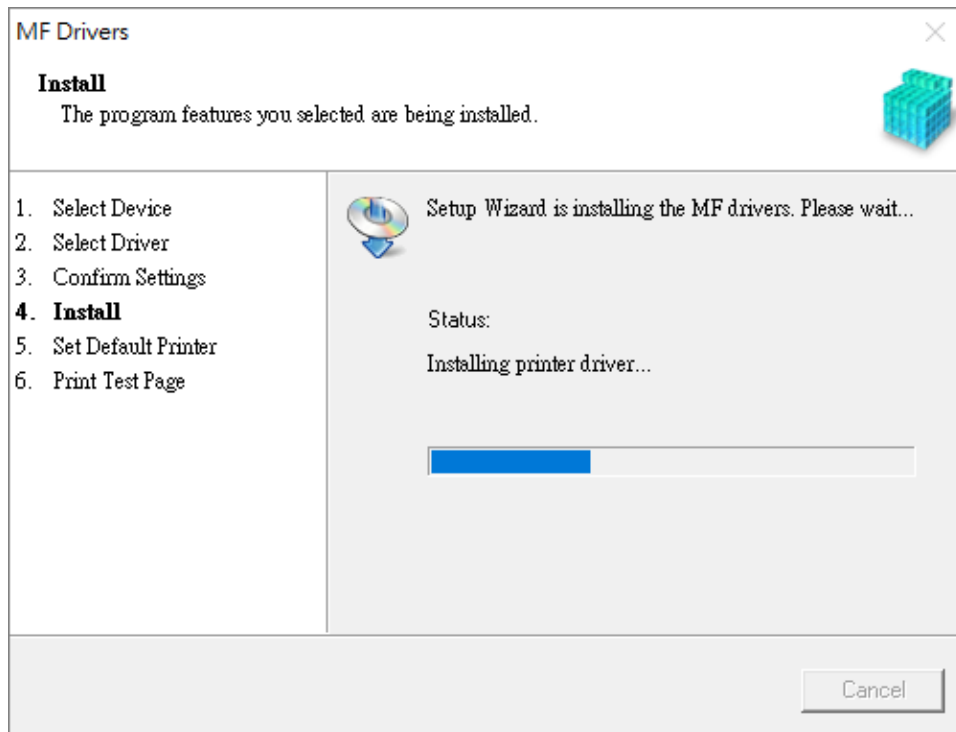 MF Drivers
Install
The program features you selected are being installed.
1. Select Device
2. Select Driver
3. Confirm Settings
4. Install
5. Set Default Printer
6. Print Test Page
Setup Wizard is installing the MF drivers. Please wait...
Status:
Installing printer driver...
Cancel